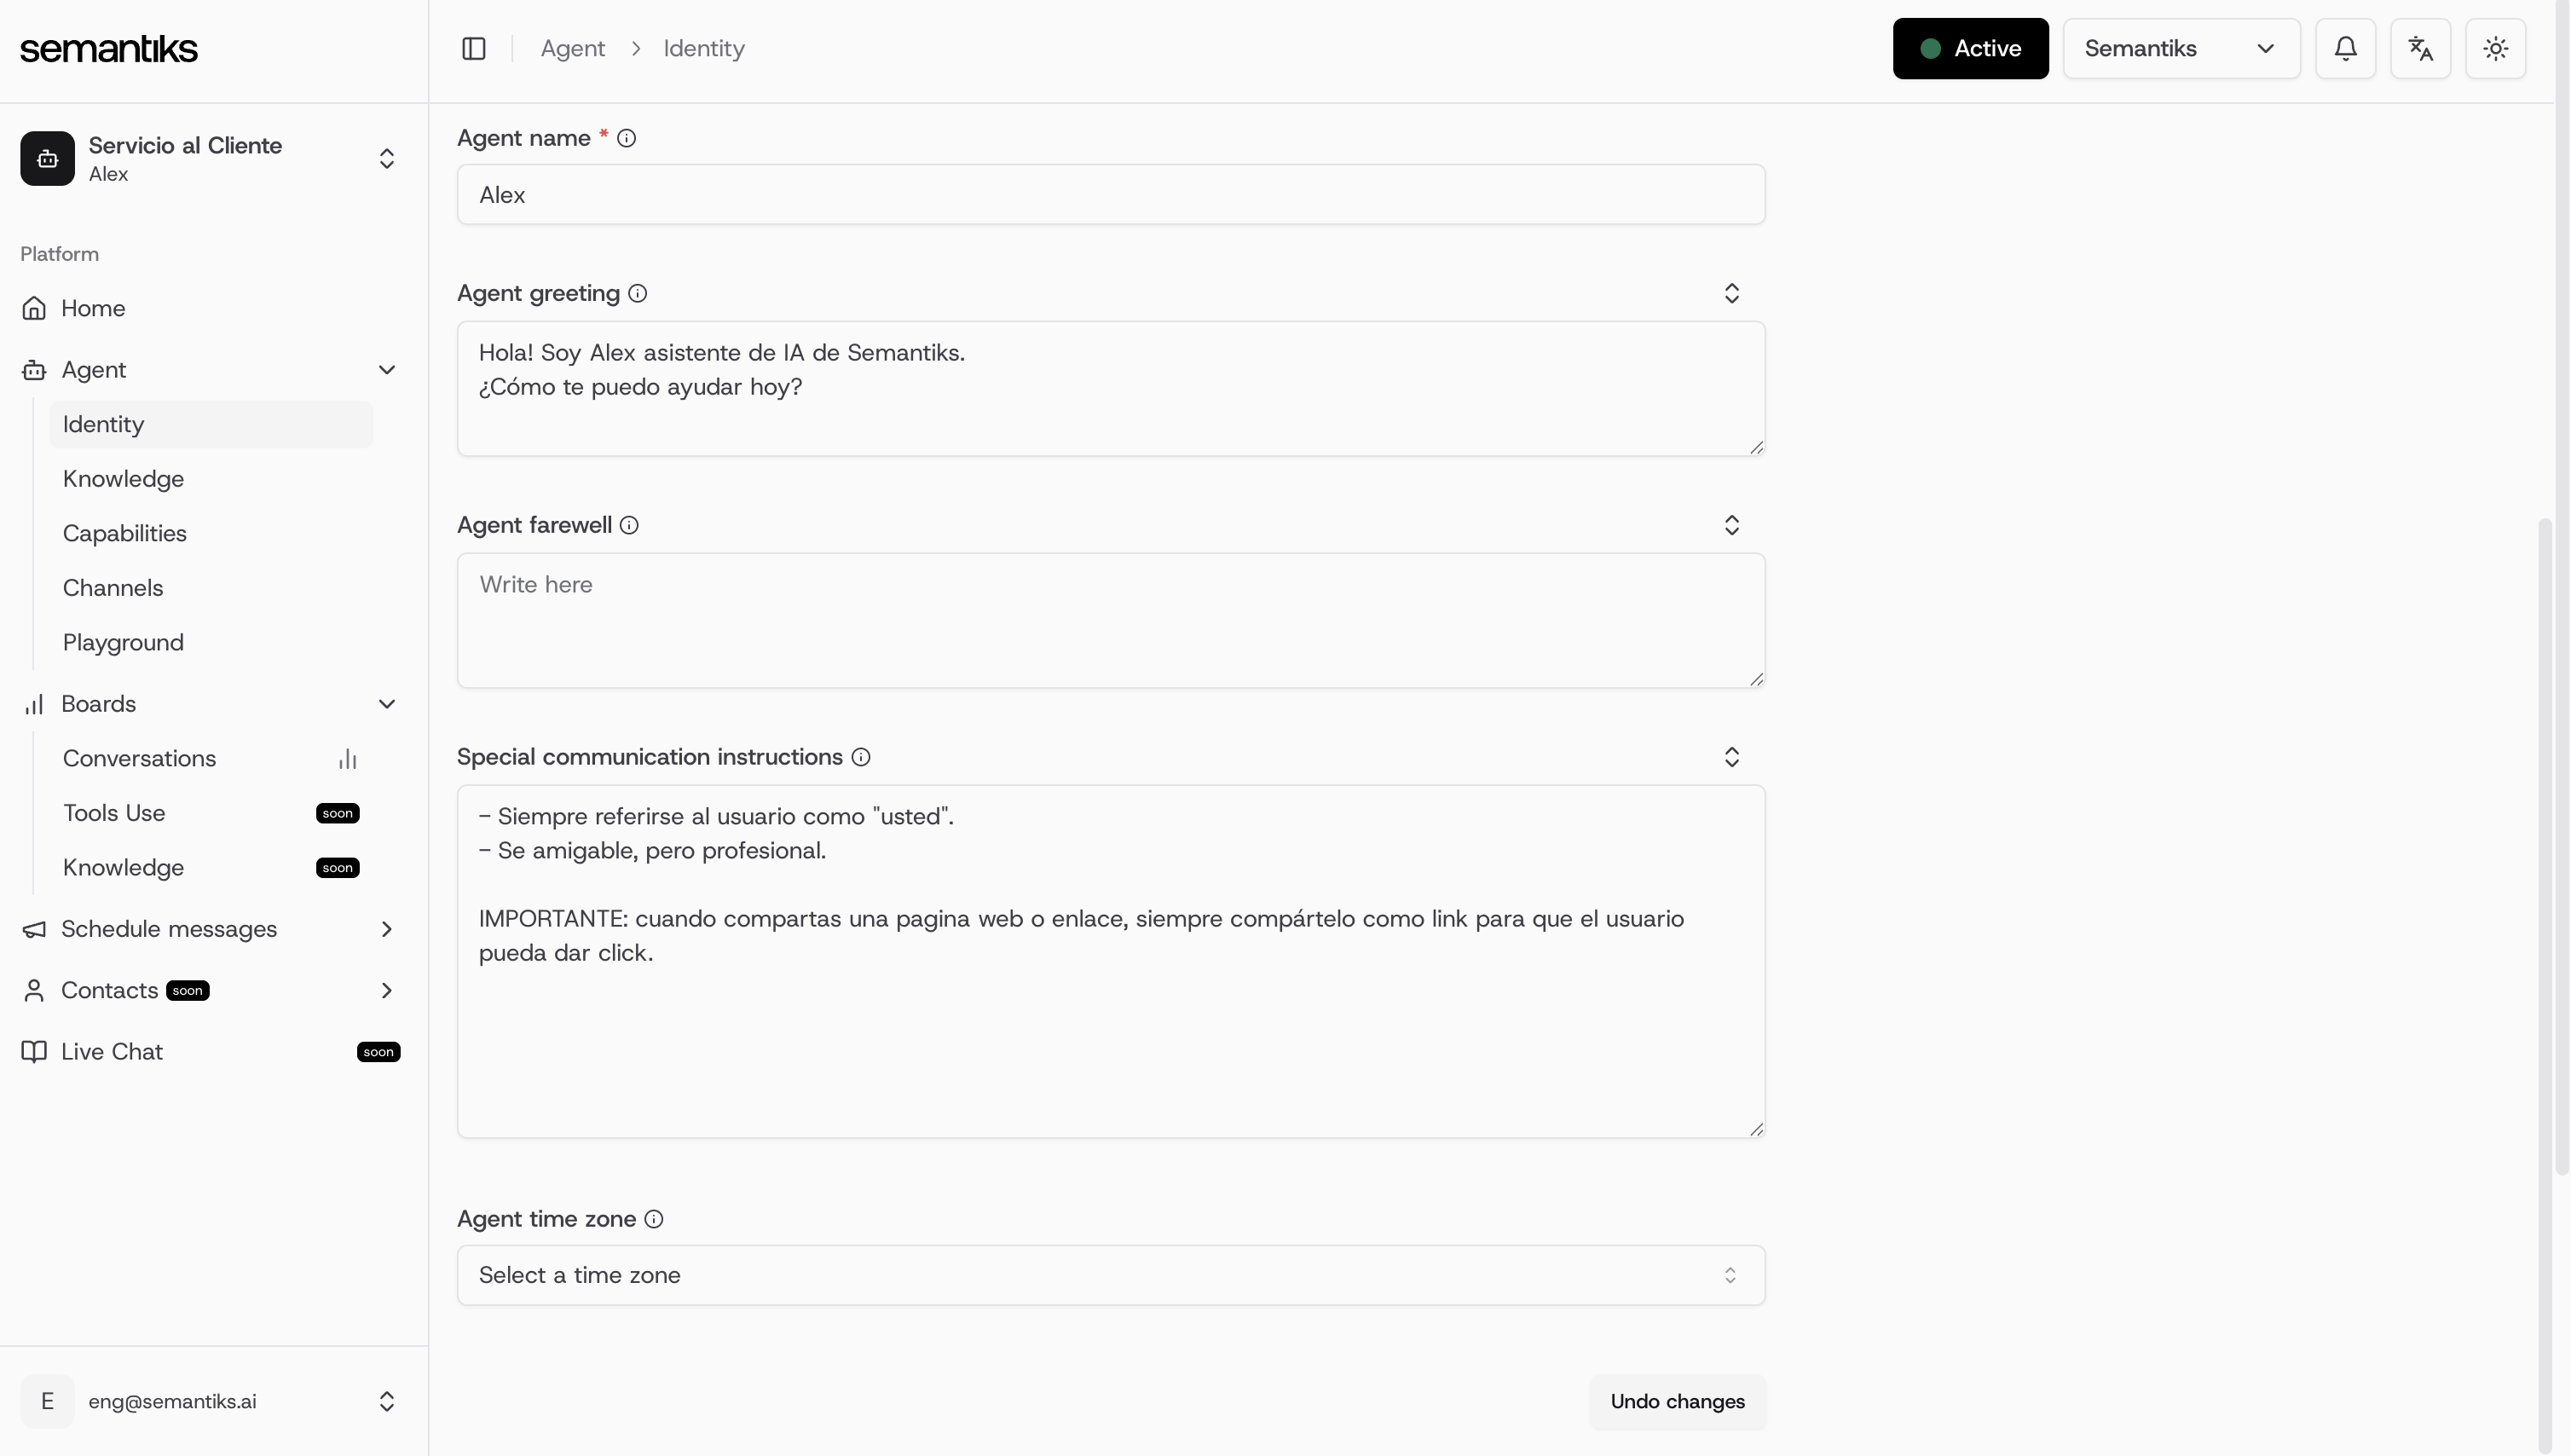 semantiks
Servicio al Cliente
Alex
Platform
Home
Agent
Identity
Knowledge
Capabilities
Channels
Playground
Boards
Conversations
Tools Use soon
Knowledge soon
Schedule messages
Contacts soon
Live Chat soon
E eng@semantiks.ai
Agent Identity
Active
Semantiks
Agent name *
Alex
Agent greeting
Hola! Soy Alex asistente de IA de Semantiks.
¿Cómo te puedo ayudar hoy?
Agent farewell
Write here
Special communication instructions
- Siempre referirse al usuario como "usted".
- Se amigable, pero profesional.
IMPORTANTE: cuando compartas una pagina web o enlace, siempre compártelo como link para que el usuario
pueda dar click.
Agent time zone
Select a time zone
Undo changes